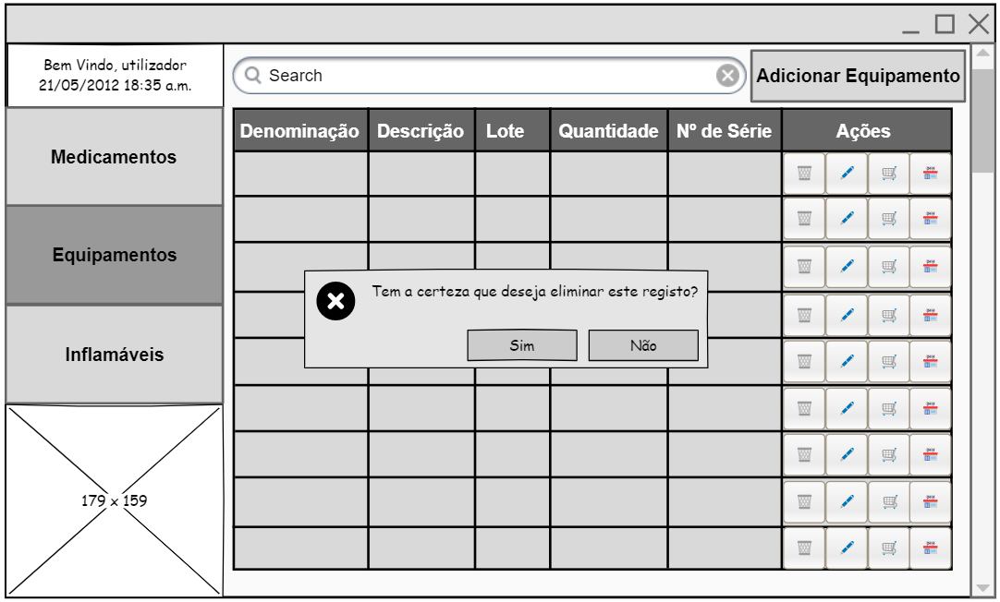 Bem Vindo, utilizador
21/05/2012 18:35 a.m.
Search
Adicionar Equipamento
Medicamentos
Equipamentos
Inflamáveis
179 x 159
Denominação Descrição Lote Quantidade Nº de Série Ações
Tem a certeza que deseja eliminar este registo?
Sim Não